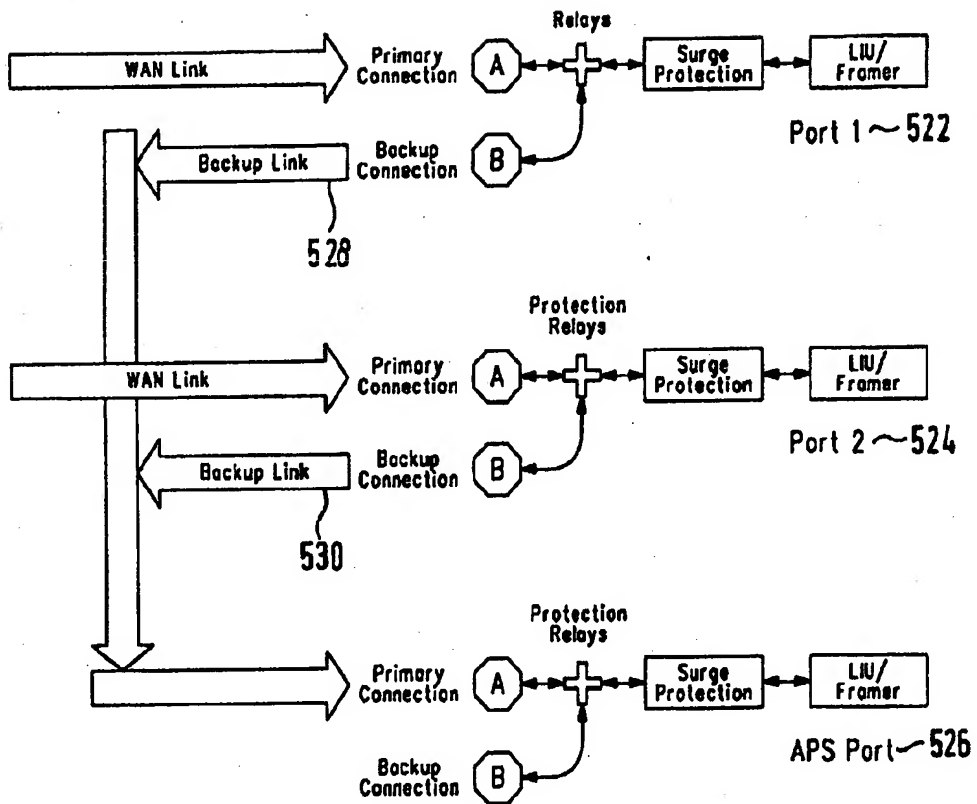 Relays
WAN Link
Primary
Connection
A
Surge
Protection
LIU/
Framer
Port 1 ~ 522
Backup Link
Backup
Connection
B
528
Protection
Relays
WAN Link
Primary
Connection
A
Surge
Protection
LIU/
Framer
Port 2 ~ 524
Backup Link
Backup
Connection
B
530
Protection
Relays
Primary
Connection
A
Surge
Protection
LIU/
Framer
APS Port ~ 526
Backup
Connection
B